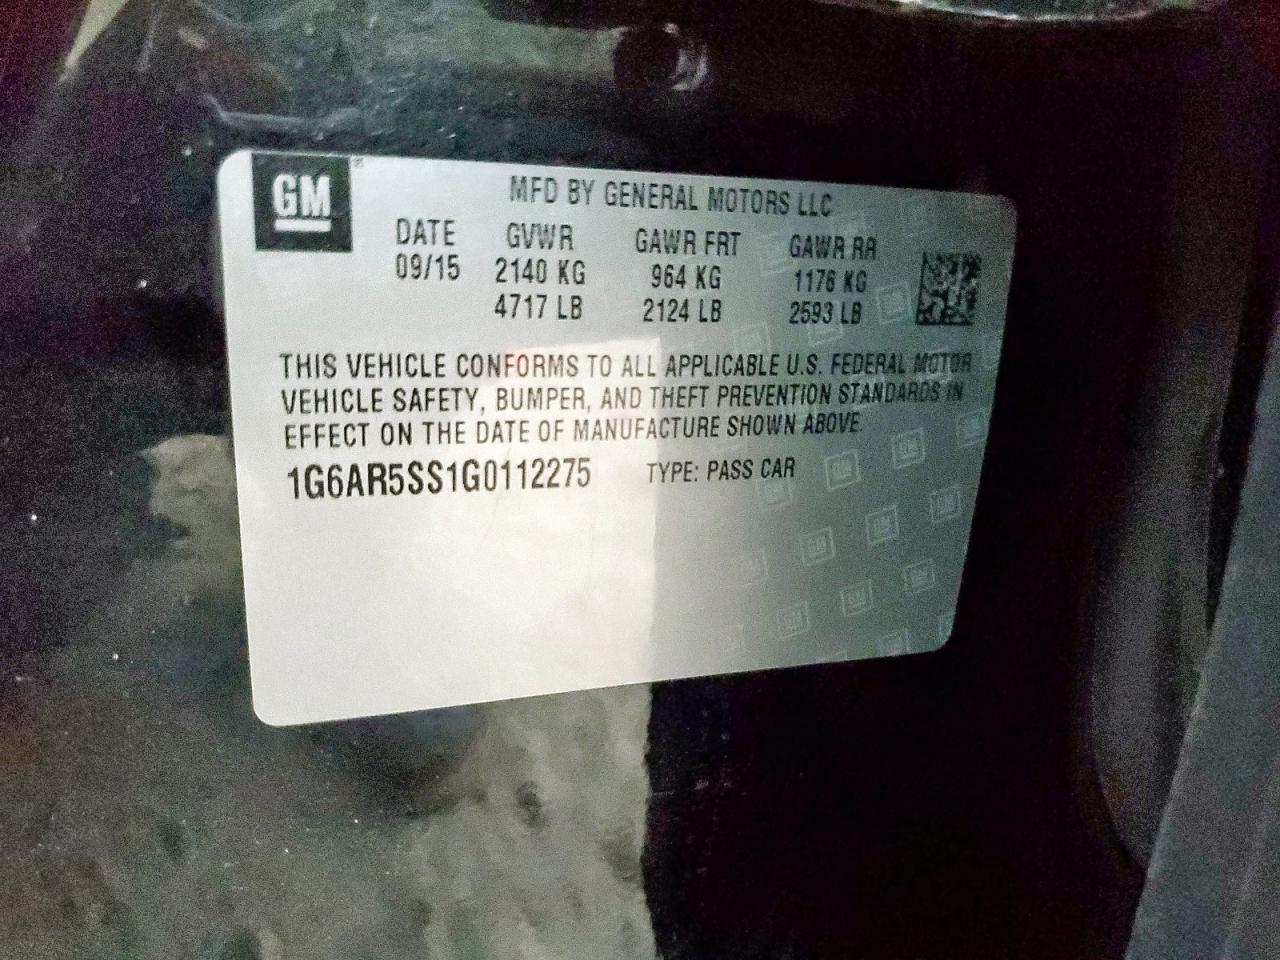 GM
MFD BY GENERAL MOTORS LLC
DATE GVWR GAWR FRT GAWR RR
09/15 2140 KG 964 KG 1176 KG
4717 LB 2124 LB 2593 LB
THIS VEHICLE CONFORMS TO ALL APPLICABLE U.S. FEDERAL MOTOR
VEHICLE SAFETY, BUMPER, AND THEFT PREVENTION STANDARDS IN
EFFECT ON THE DATE OF MANUFACTURE SHOWN ABOVE.
1G6AR5SS1G0112275 TYPE: PASS CAR